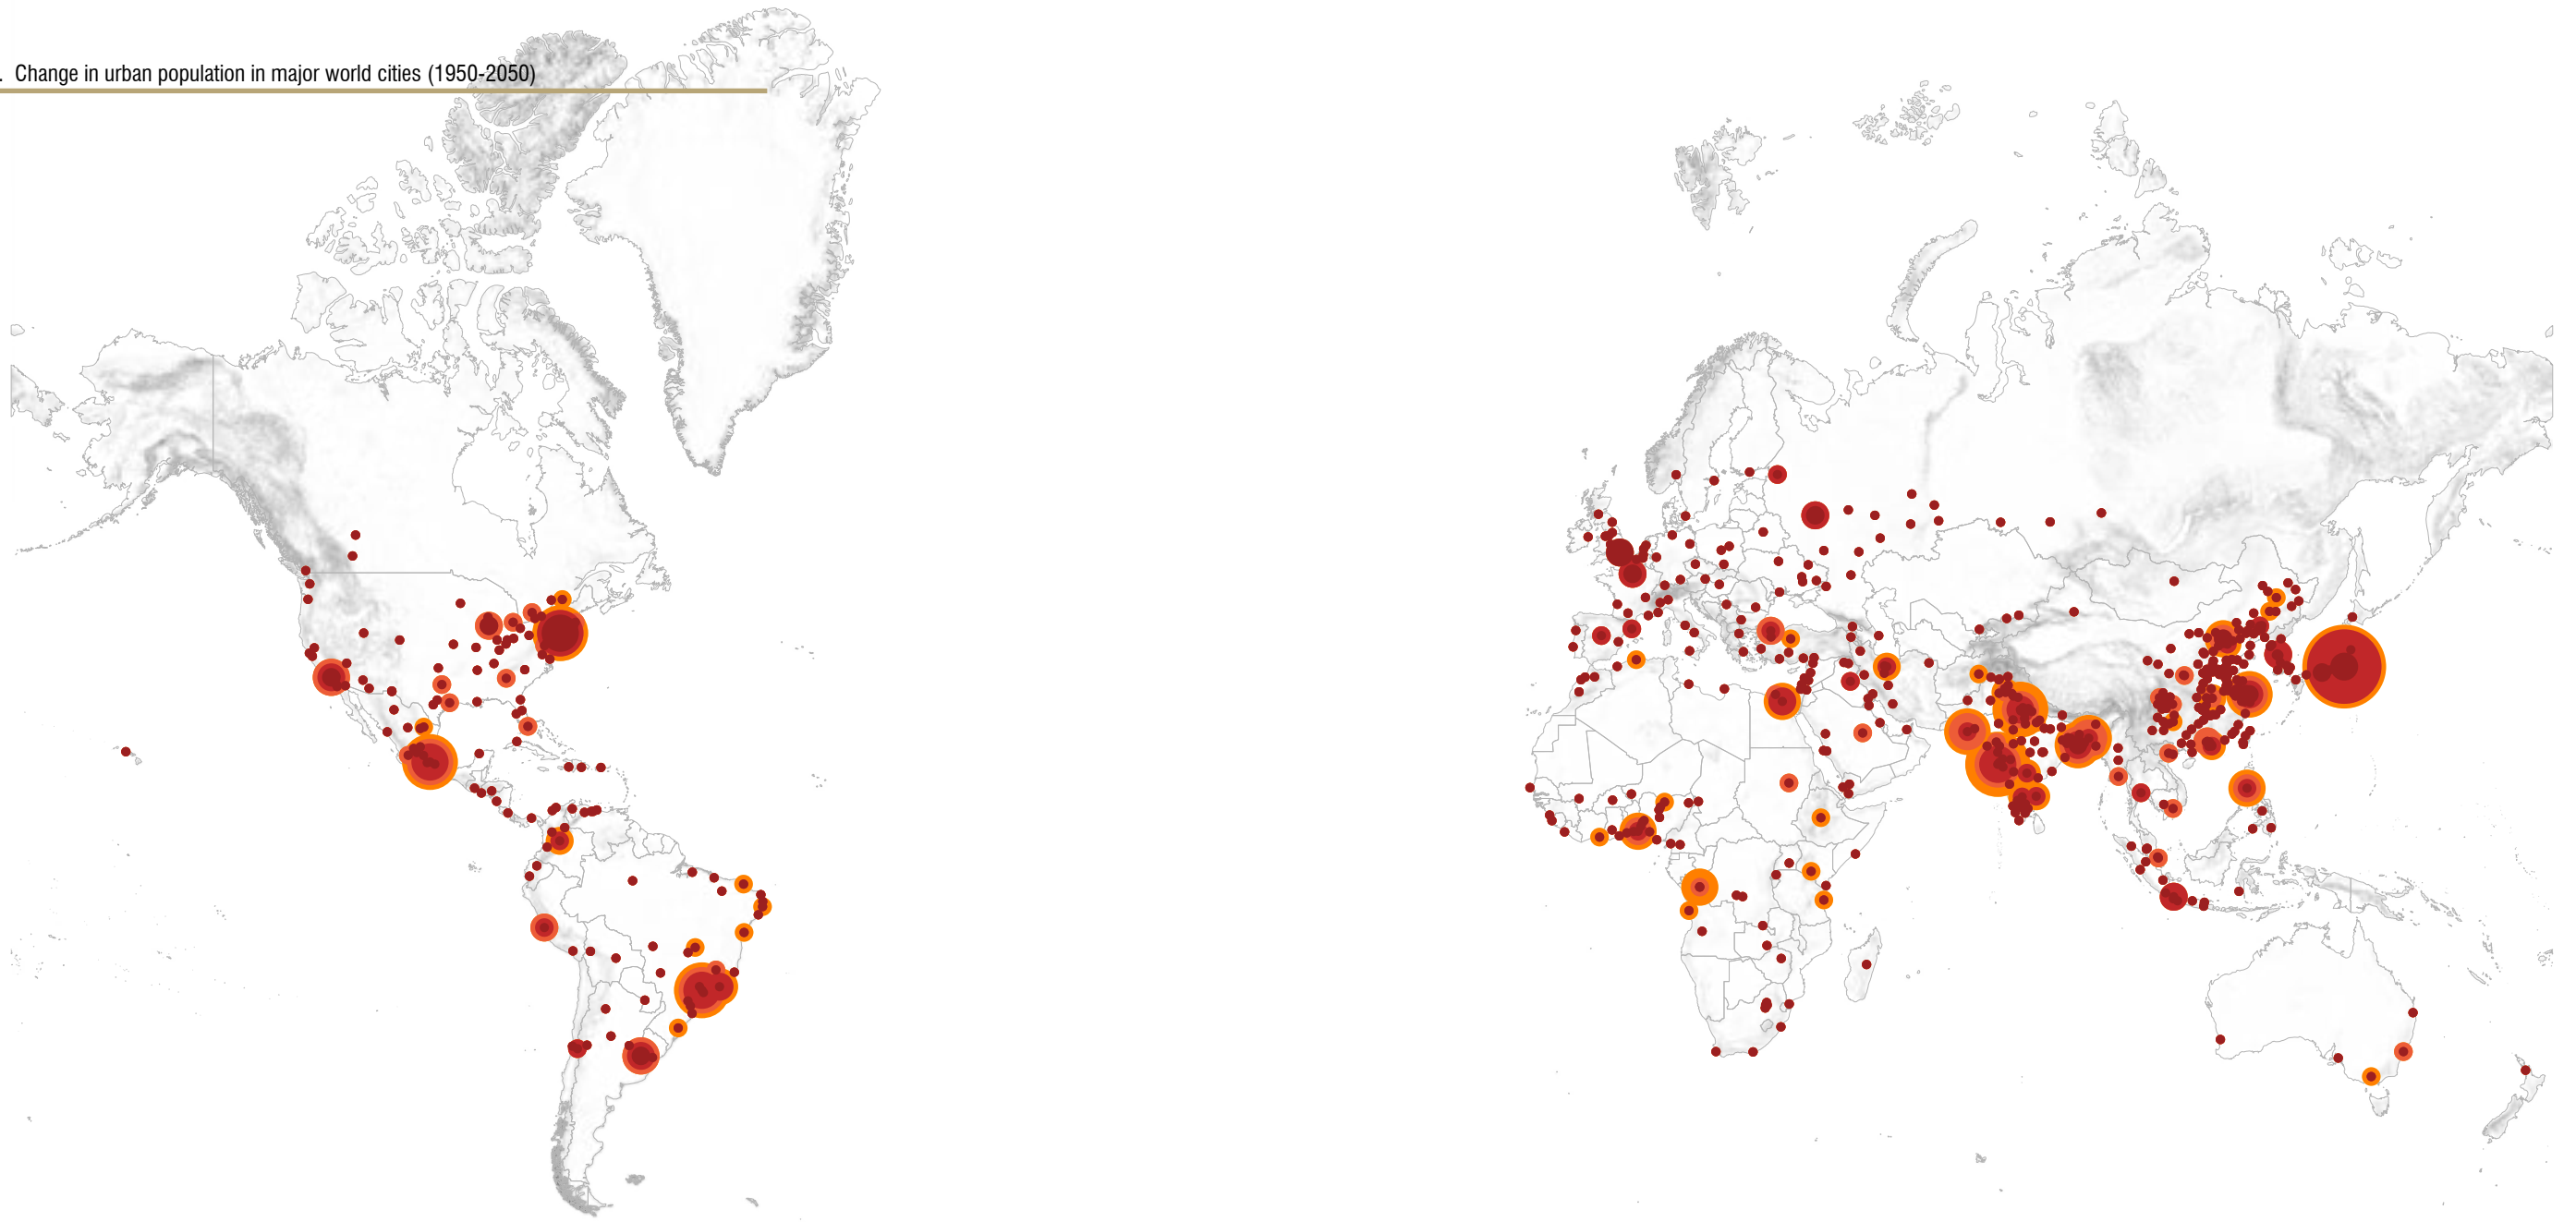 . Change in urban population in major world cities (1950-2050)